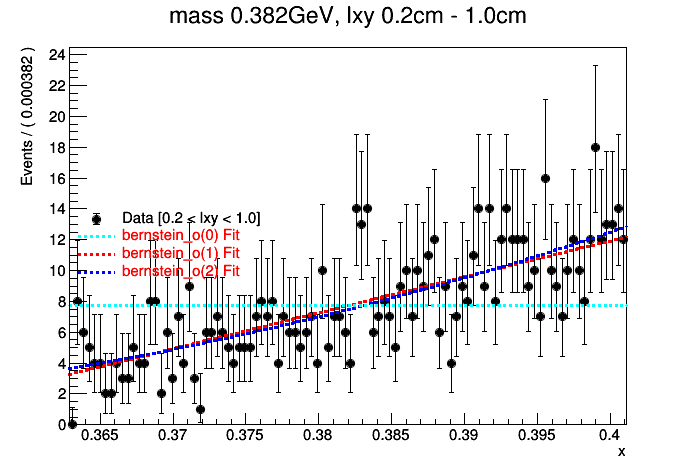 mass 0.382GeV, lxy 0.2cm - 1.0cm
Events / ( 0.000382 )
24
22
20
18
16
14
12
10
8
6
4
2
0
Data [0.2 < lxy < 1.0]
bernstein_o(0) Fit
bernstein_o(1) Fit
bernstein_o(2) Fit
0.365 0.37 0.375 0.38 0.385 0.39 0.395 0.4
x